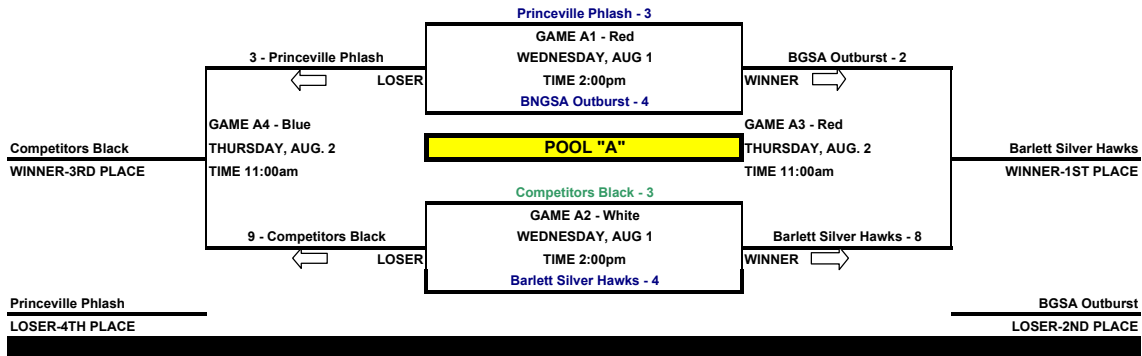 Princeville Phlash - 3
GAME A1 - Red
3 - Princeville Phlash
WEDNESDAY, AUG 1
BGSA Outburst - 2
LOSER
TIME 2:00pm
WINNER
BNGSA Outburst - 4
GAME A4 - Blue
GAME A3 - Red
Competitors Black
THURSDAY, AUG. 2
POOL "A"
THURSDAY, AUG. 2
Barlett Silver Hawks
WINNER-3RD PLACE
TIME 11:00am
TIME 11:00am
WINNER-1ST PLACE
Competitors Black - 3
GAME A2 - White
9 - Competitors Black
WEDNESDAY, AUG 1
Barlett Silver Hawks - 8
LOSER
TIME 2:00pm
WINNER
Barlett Silver Hawks - 4
Princeville Phlash
BGSA Outburst
LOSER-4TH PLACE
LOSER-2ND PLACE